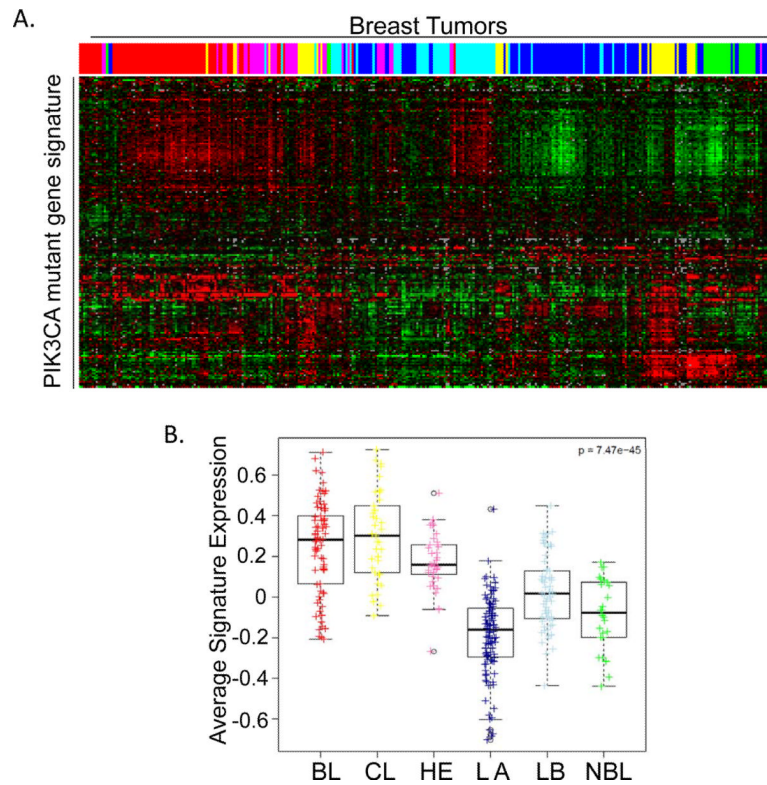 A.
Breast Tumors
PIK3CA mutant gene signature
B.
p = 7.47e-45
Average Signature Expression
0.6
0.4
0.2
0
-0.2
-0.4
-0.6
BL CL HE LA LB NBL